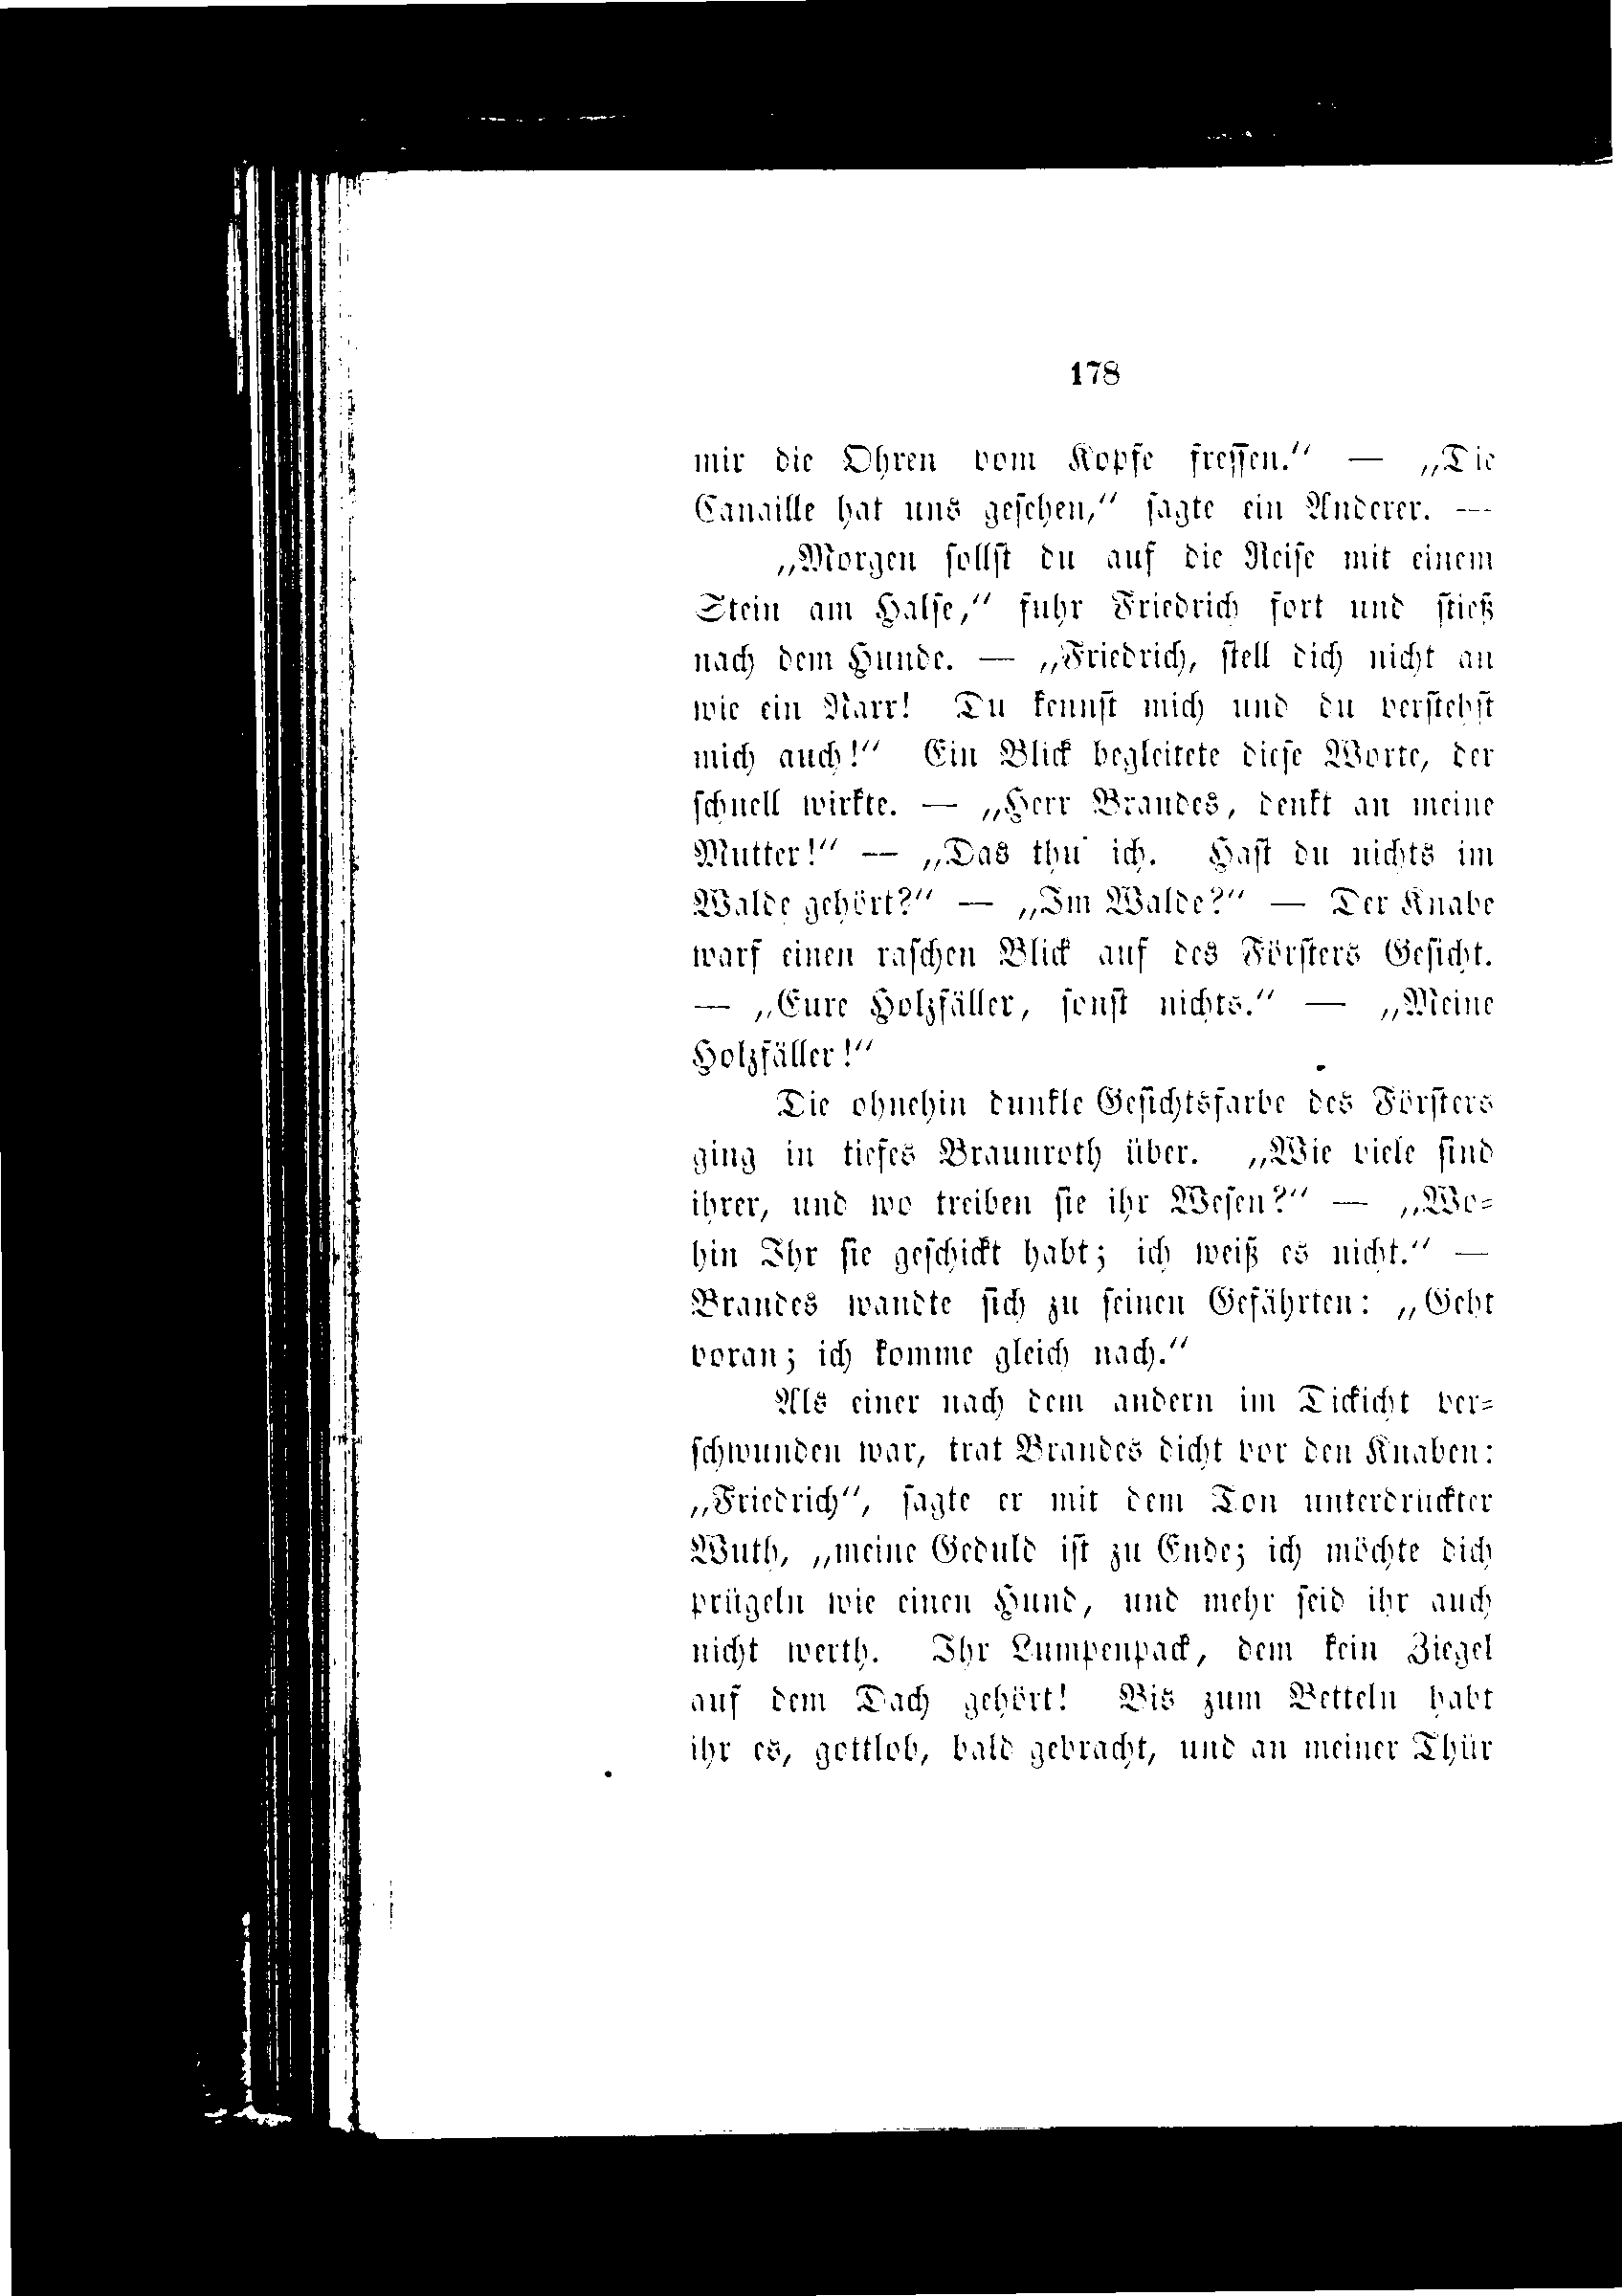 178
mir die Ohren vom Kopfe fressen.“ — „Die
Canaille hat uns gesehen,“ sagte ein Anderer. —
„Morgen sollst du auf die Reise mit einem
Stein am Halse,“ fuhr Friedrich fort und stieß
nach dem Hunde. — „Friedrich, stell dich nicht an
wie ein Narr! Du kennst mich und du verstehst
mich auch!“ Ein Blick begleitete diese Worte, der
schnell wirkte. — „Herr Brandes, denkt an meine
Mutter!“ — „Das thu' ich. Hast du nichts im
Walde gehört?“ — „Im Walde?“ — Der Knabe
warf einen raschen Blick auf des Försters Gesicht.
— „Eure Holzfäller, sonst nichts.“ — „Meine
Holzfäller!“
Die ohnehin dunkle Gesichtsfarbe des Försters
ging in tiefes Braunroth über. „Wie viele sind
ihrer, und wo treiben sie ihr Wesen?“ — „Wo-
hin Ihr sie geschickt habt; ich weiß es nicht.“ —
Brandes wandte sich zu seinen Gefährten: „Geht
voran; ich komme gleich nach.“
Als einer nach dem andern im Dickicht ver-
schwunden war, trat Brandes dicht vor den Knaben:
„Friedrich“, sagte er mit dem Ton unterdrückter
Wuth, „meine Geduld ist zu Ende; ich möchte dich
prügeln wie einen Hund, und mehr seid ihr auch
nicht werth. Ihr Lumpenpack, dem kein Ziegel
auf dem Dach gehört! Bis zum Betteln habt
ihr es, gottlob, bald gebracht, und an meiner Thür